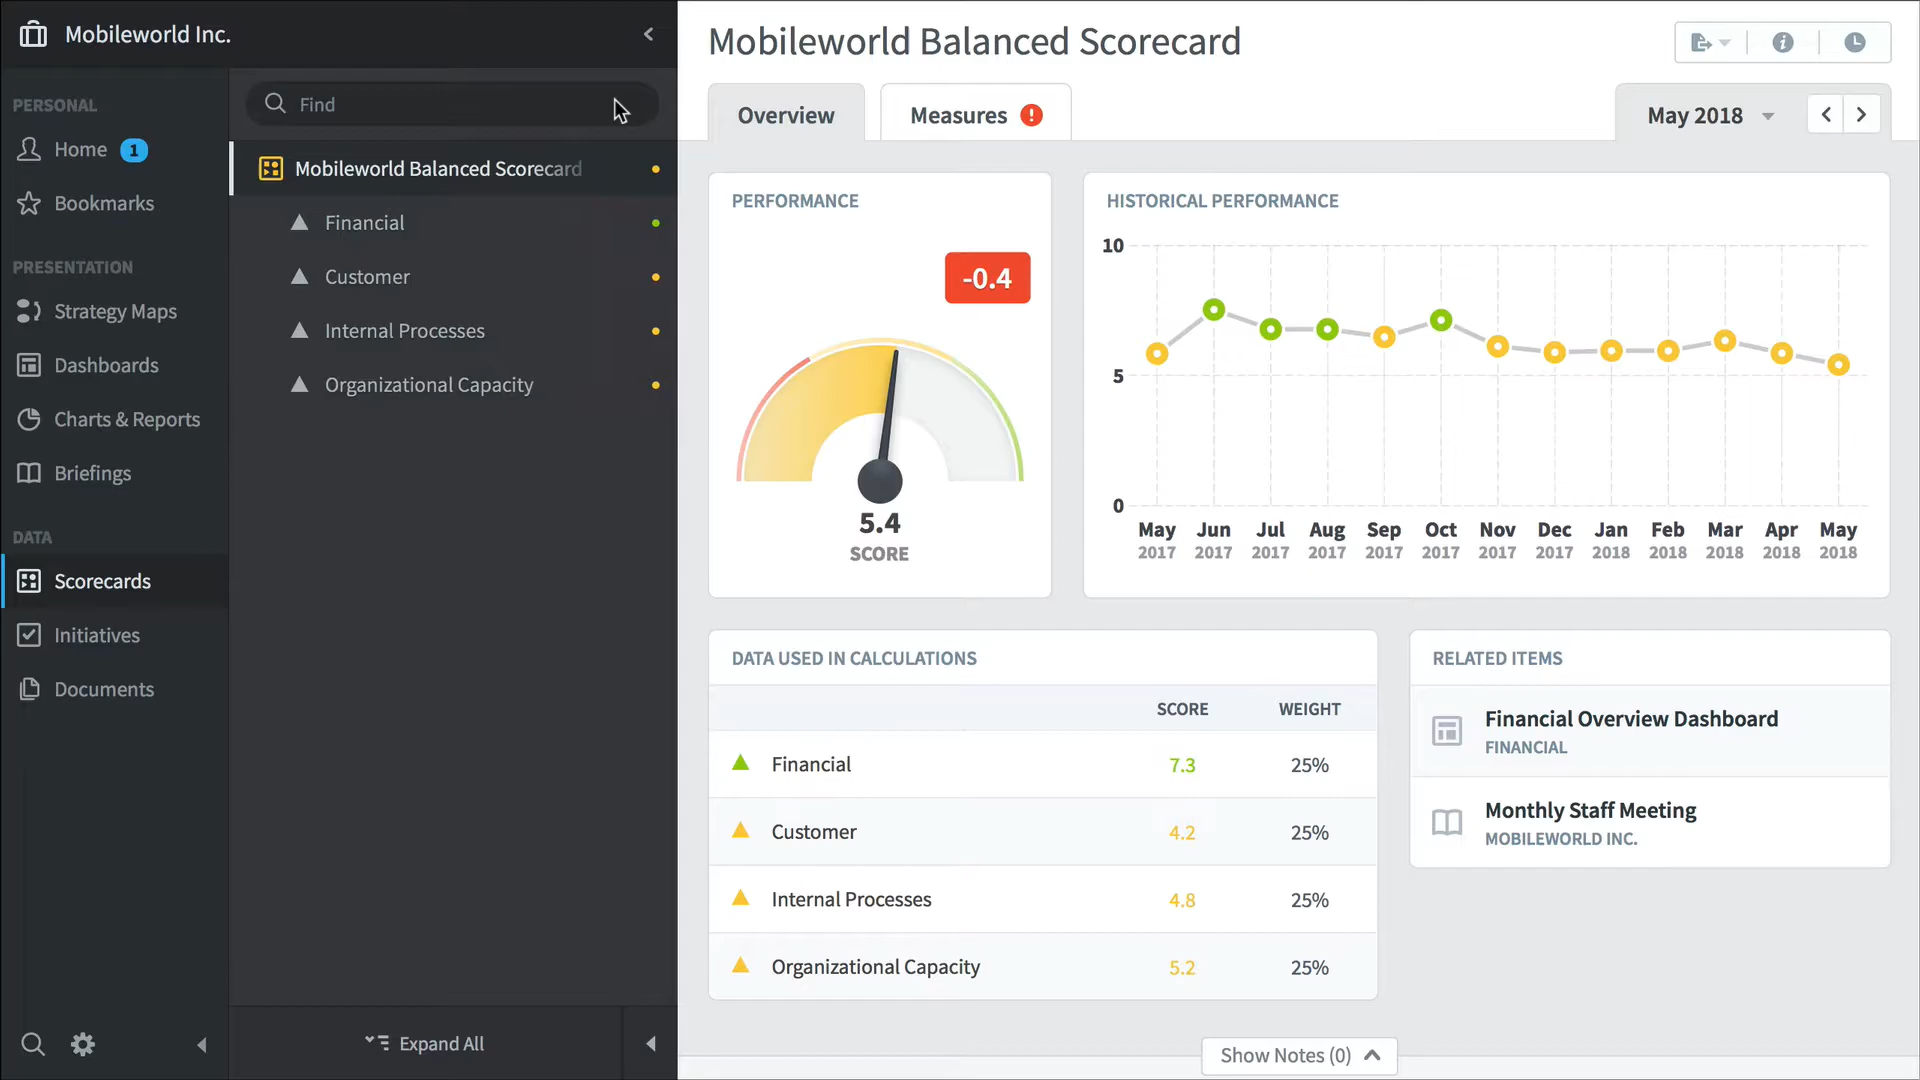 Mobileworld Inc.
PERSONAL
Home 1
Bookmarks
PRESENTATION
Strategy Maps
Dashboards
Charts & Reports
Briefings
DATA
Scorecards
Initiatives
Documents
Find
Mobileworld Balanced Scorecard
Financial
Customer
Internal Processes
Organizational Capacity
Expand All
Mobileworld Balanced Scorecard
Overview
Measures !
May 2018
PERFORMANCE
-0.4
5.4
SCORE
HISTORICAL PERFORMANCE
10
5
0
May Jun Jul Aug Sep Oct Nov Dec Jan Feb Mar Apr May
2017 2017 2017 2017 2017 2017 2017 2017 2018 2018 2018 2018 2018
DATA USED IN CALCULATIONS
SCORE WEIGHT
Financial 7.3 25%
Customer 4.2 25%
Internal Processes 4.8 25%
Organizational Capacity 5.2 25%
RELATED ITEMS
Financial Overview Dashboard
FINANCIAL
Monthly Staff Meeting
MOBILEWORLD INC.
Show Notes (0)